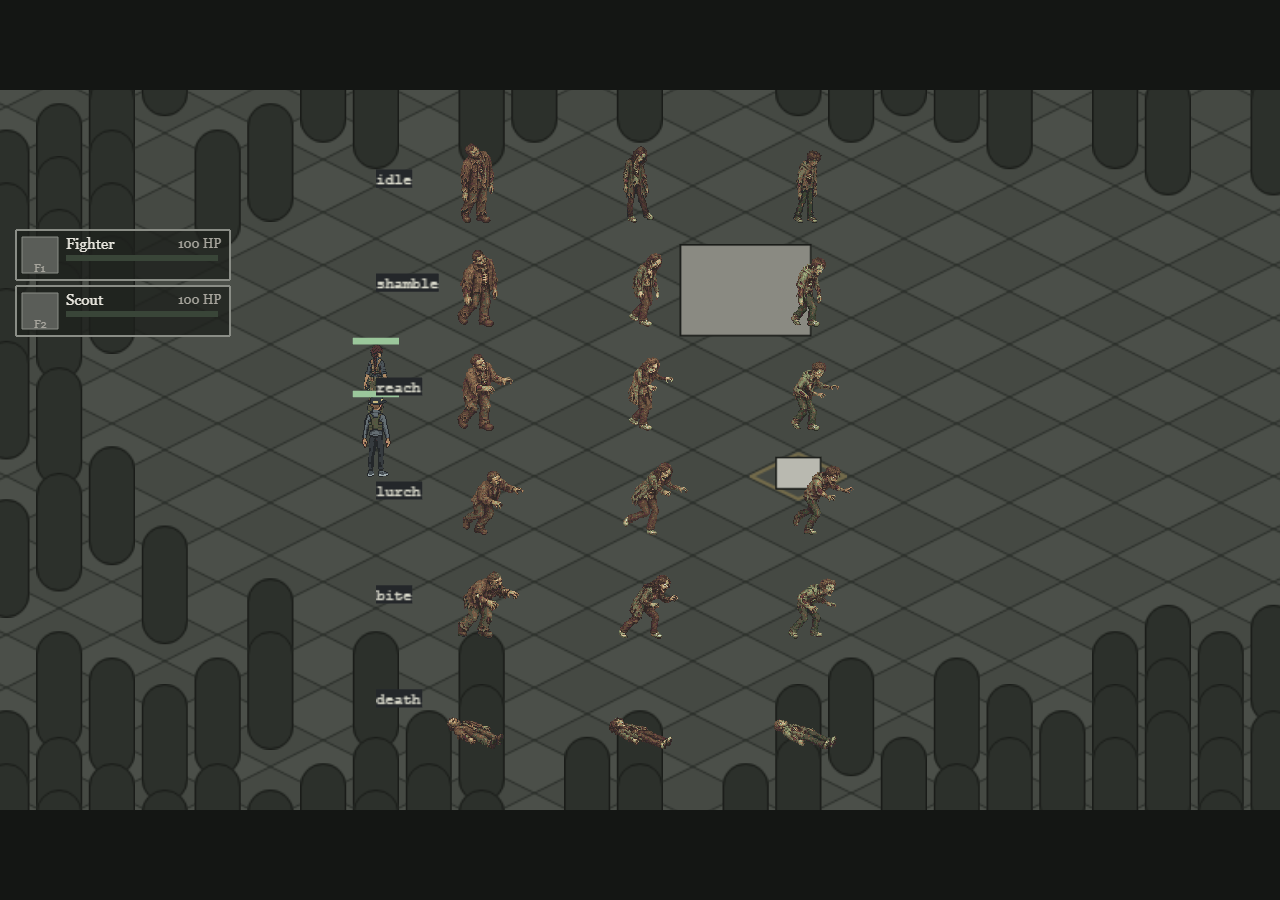 idle
Fighter 100 HP
F1
shamble
Scout 100 HP
F2
reach
lurch
bite
death